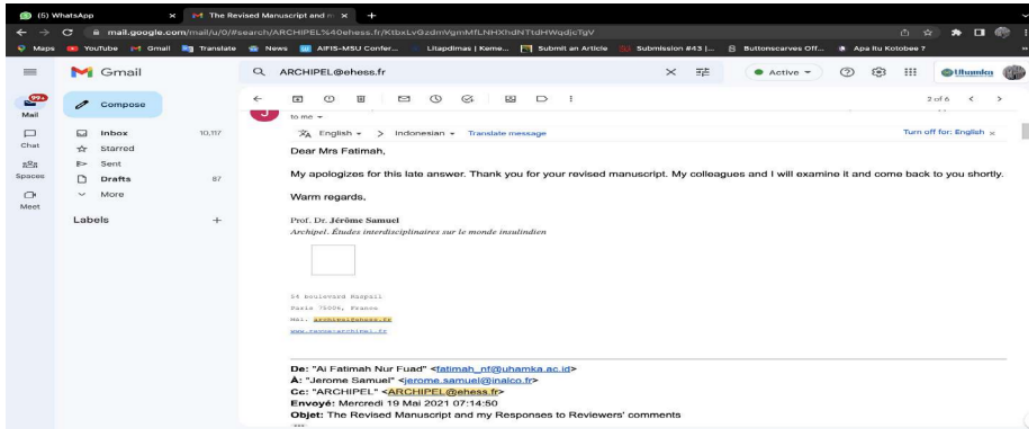 (5) WhatsApp
The Revised Manuscript and m
mail.google.com/mail/u/0/#search/ARCHIPEL%40ehess.fr/
Maps YouTube Gmail Translate News AIFIS-MSU Confer... Litapdimas | Keme... Submit an Article Submission #43 |... Buttonscarves Off... Apa Itu Kotobee ?
Gmail
ARCHIPEL@ehess.fr
Active
Uhamka
99+
Mail
Compose
2 of 6
Chat
Spaces
Meet
Inbox 10,117
Starred
Sent
Drafts 87
More
Labels
to me
English Indonesian Translate message Turn off for: English
Dear Mrs Fatimah,
My apologizes for this late answer. Thank you for your revised manuscript. My colleagues and I will examine it and come back to you shortly.
Warm regards,
Prof. Dr. Jérôme Samuel
Archipel. Études interdisciplinaires sur le monde insulindien
54 boulevard Raspail
Paris 75006, France
archipel@ehess.fr
De: "Ai Fatimah Nur Fuad" <fatimah_nf@uhamka.ac.id>
À: "Jerome Samuel" <jerome.samuel@inalco.fr>
Cc: "ARCHIPEL" <ARCHIPEL@ehess.fr>
Envoyé: Mercredi 19 Mai 2021 07:14:50
Objet: The Revised Manuscript and my Responses to Reviewers' comments